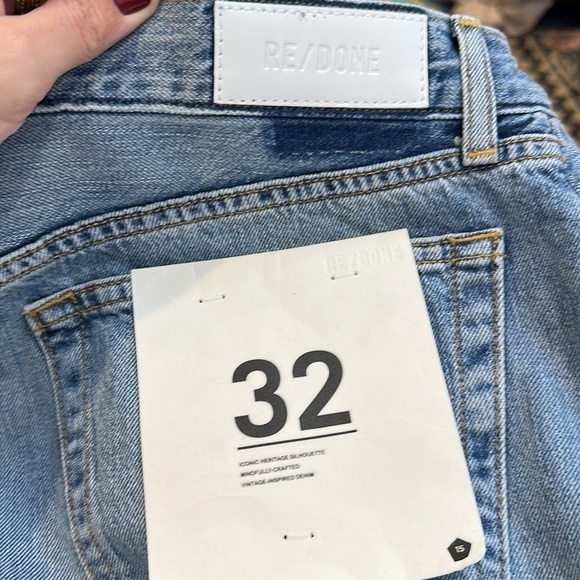 RE/DONE
RE/DONE
32
ICONIC HERITAGE SILHOUETTE
MINDFULLY-CRAFTED
VINTAGE-INSPIRED DENIM
15